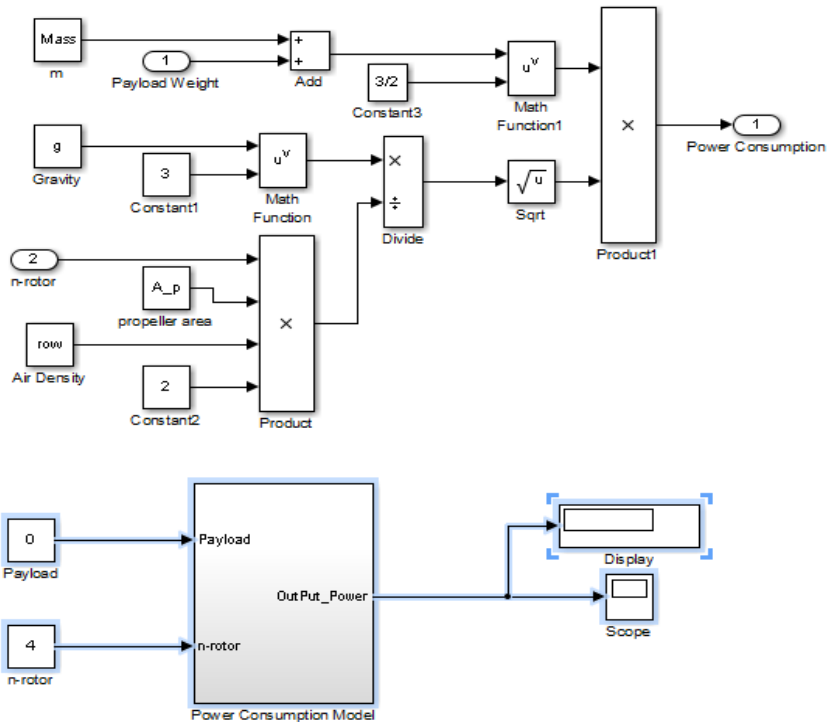 Mass
m
1
Payload Weight
+
+
Add
3/2
Constant3
u^v
Math
Function1
×
Product1
1
Power Consumption
g
Gravity
3
Constant1
u^v
Math
Function
×
÷
Divide
√u
Sqrt
2
n-rotor
A_p
propeller area
row
Air Density
2
Constant2
×
Product
0
Payload
4
n-rotor
Payload
n-rotor
OutPut_Power
Power Consumption Model
Display
Scope